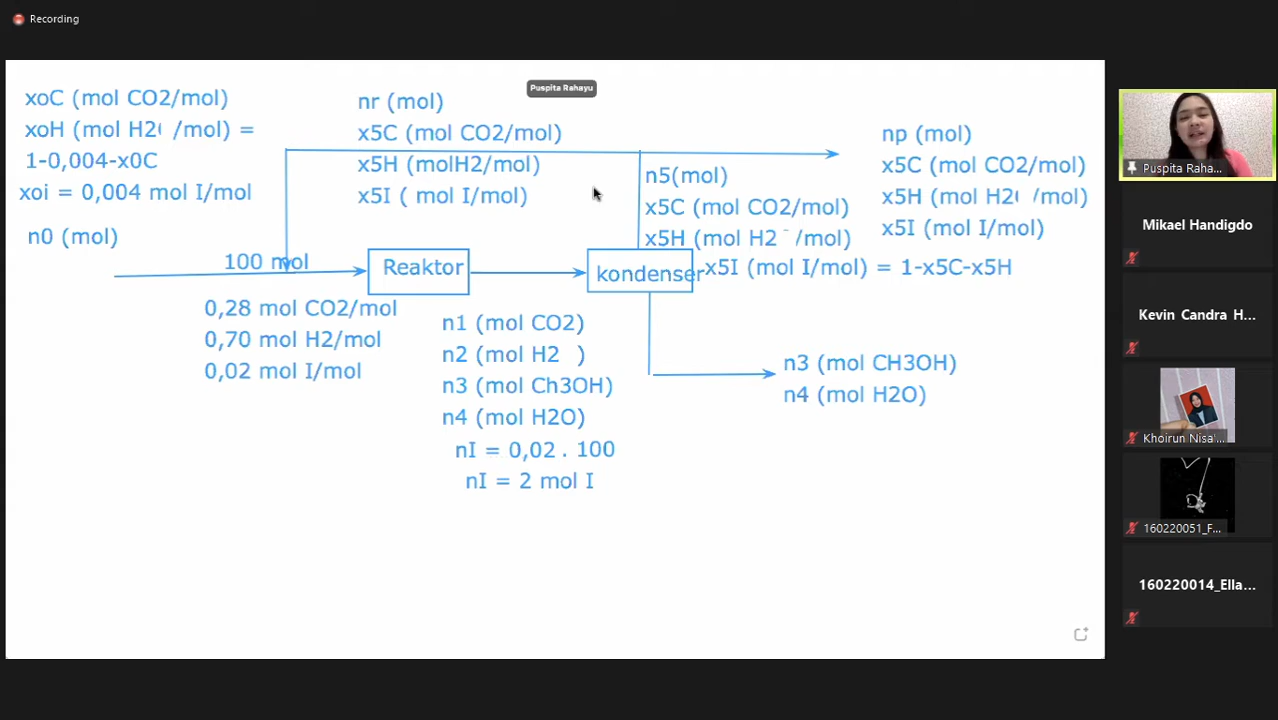 Recording
Puspita Rahayu
xoC (mol CO2/mol)
xoH (mol H2 /mol) =
1-0,004-x0C
xoi = 0,004 mol I/mol
n0 (mol)
nr (mol)
x5C (mol CO2/mol)
x5H (molH2/mol)
x5I ( mol I/mol)
n5(mol)
x5C (mol CO2/mol)
x5H (mol H2 /mol)
x5I (mol I/mol) = 1-x5C-x5H
np (mol)
x5C (mol CO2/mol)
x5H (mol H2 /mol)
x5I (mol I/mol)
100 mol
Reaktor
kondenser
0,28 mol CO2/mol
0,70 mol H2/mol
0,02 mol I/mol
n1 (mol CO2)
n2 (mol H2 )
n3 (mol Ch3OH)
n4 (mol H2O)
nI = 0,02 . 100
nI = 2 mol I
n3 (mol CH3OH)
n4 (mol H2O)
Puspita Raha...
Mikael Handigdo
Kevin Candra H...
Khoirun Nisa'...
160220051_F...
160220014_Ella...